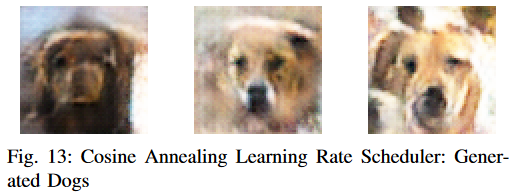 Fig. 13: Cosine Annealing Learning Rate Scheduler: Gener-
ated Dogs